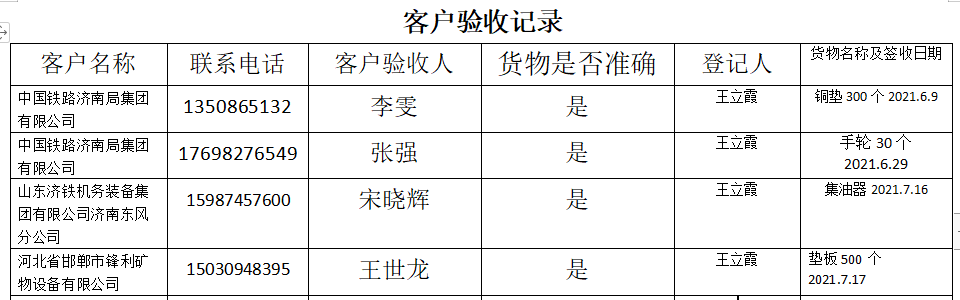 客户验收记录
客户名称 联系电话 客户验收人 货物是否准确 登记人 货物名称及签收日期
中国铁路济南局集团
有限公司
1350865132 李雯 是 王立霞 铜垫 300 个 2021.6.9
中国铁路济南局集团
有限公司
17698276549 张强 是 王立霞 手轮 30 个
2021.6.29
山东济铁机务装备集
团有限公司济南东风
分公司
15987457600 宋晓辉 是 王立霞 集油器 2021.7.16
河北省邯郸市锋利矿
物设备有限公司
15030948395 王世龙 是 王立霞 垫板 500 个
2021.7.17